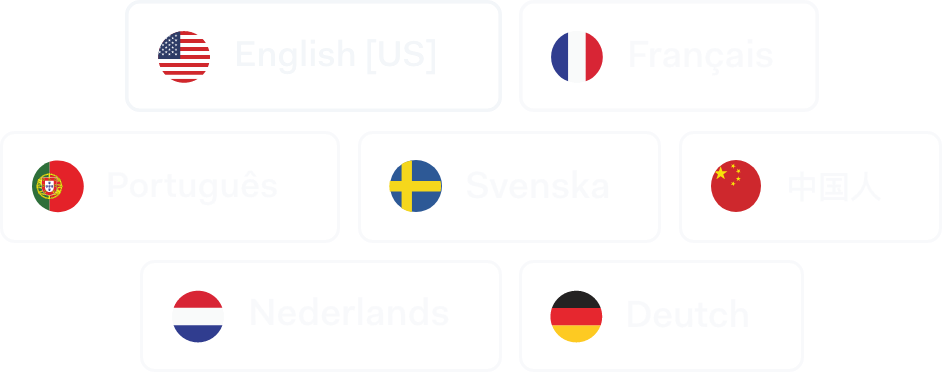 English [US]
Français
Português
Svenska
中国人
Nederlands
Deutch